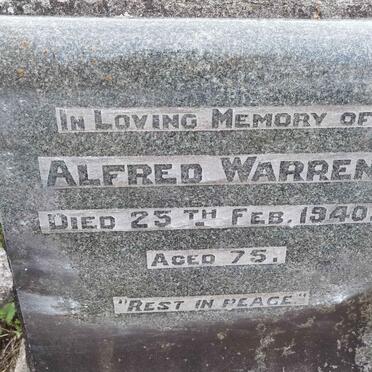 In Loving Memory of
Alfred Warren
Died 25th Feb. 1940.
Aged 75.
"Rest in peace"